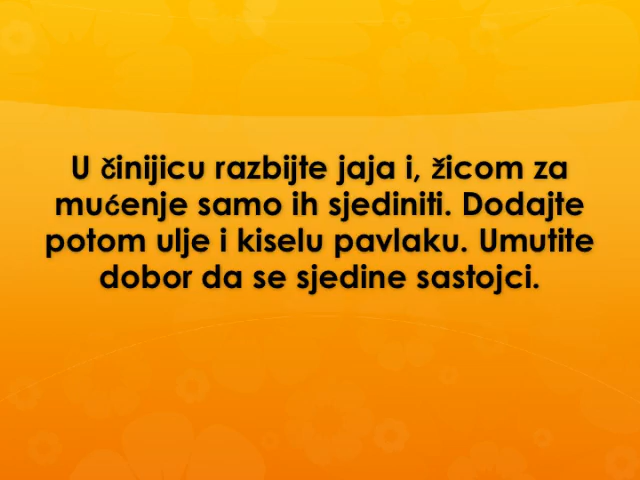 U činijicu razbijte jaja i, žicom za
mućenje samo ih sjediniti. Dodajte
potom ulje i kiselu pavlaku. Umutite
dobor da se sjedine sastojci.